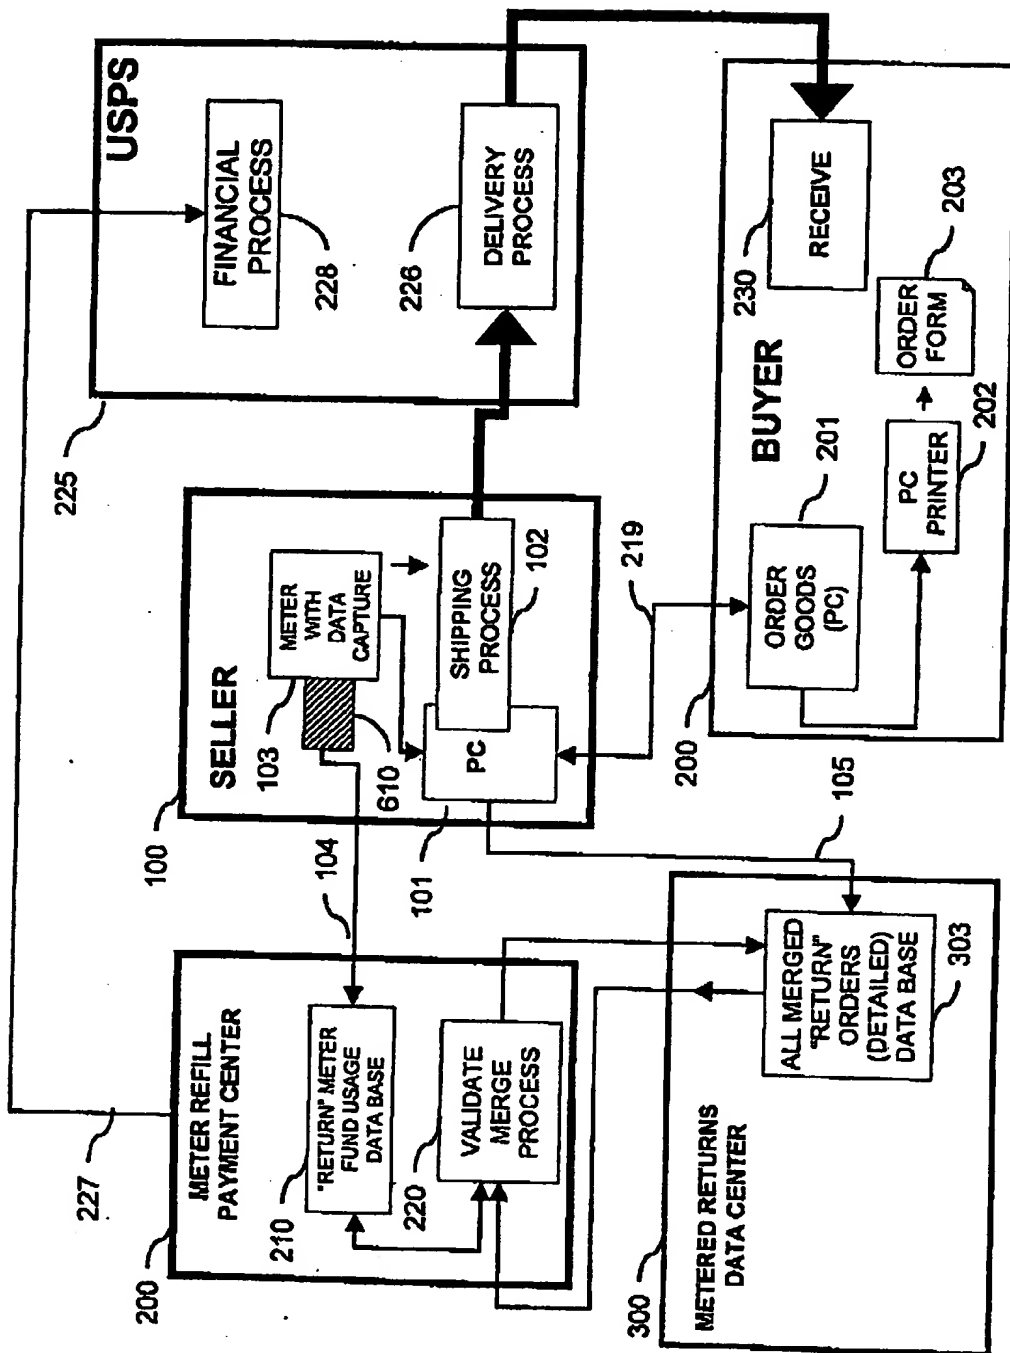 227
METER REFILL
PAYMENT CENTER
200
210
"RETURN" METER
FUND USAGE
DATA BASE
220
VALIDATE
MERGE
PROCESS
104
SELLER
100
103
METER
WITH
DATA
CAPTURE
610
101
PC
SHIPPING
PROCESS
102
USPS
225
FINANCIAL
PROCESS
228
226
DELIVERY
PROCESS
300
METERED RETURNS
DATA CENTER
ALL MERGED
"RETURN"
ORDERS
(DETAILED)
DATA BASE
303
105
219
BUYER
200
ORDER
GOODS
(PC)
201
PC
PRINTER
202
ORDER
FORM
203
230
RECEIVE